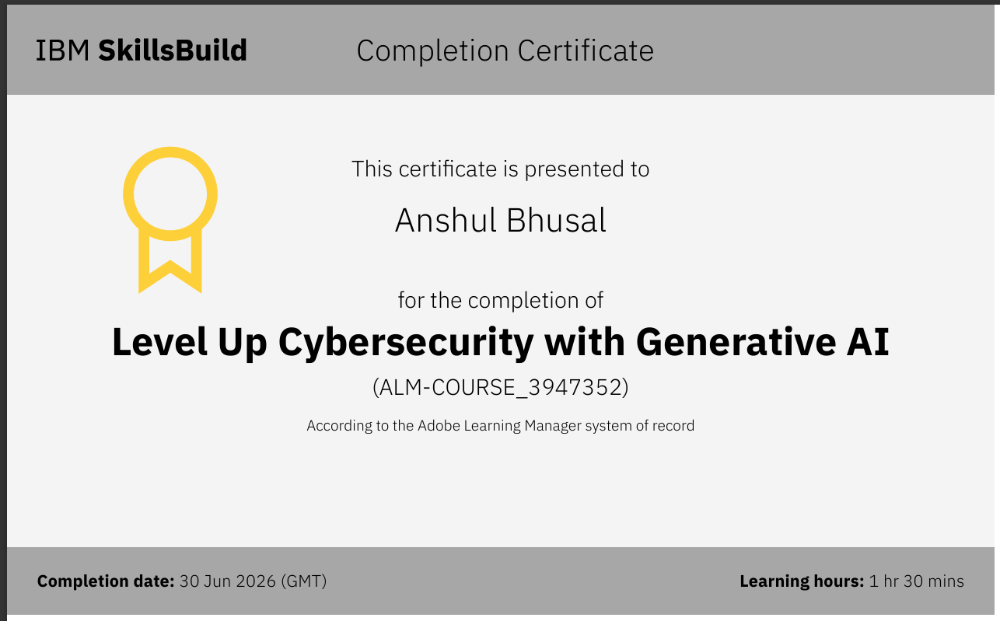 IBM SkillsBuild
Completion Certificate
This certificate is presented to
Anshul Bhusal
for the completion of
Level Up Cybersecurity with Generative AI
(ALM-COURSE_3947352)
According to the Adobe Learning Manager system of record
Completion date: 30 Jun 2026 (GMT)
Learning hours: 1 hr 30 mins